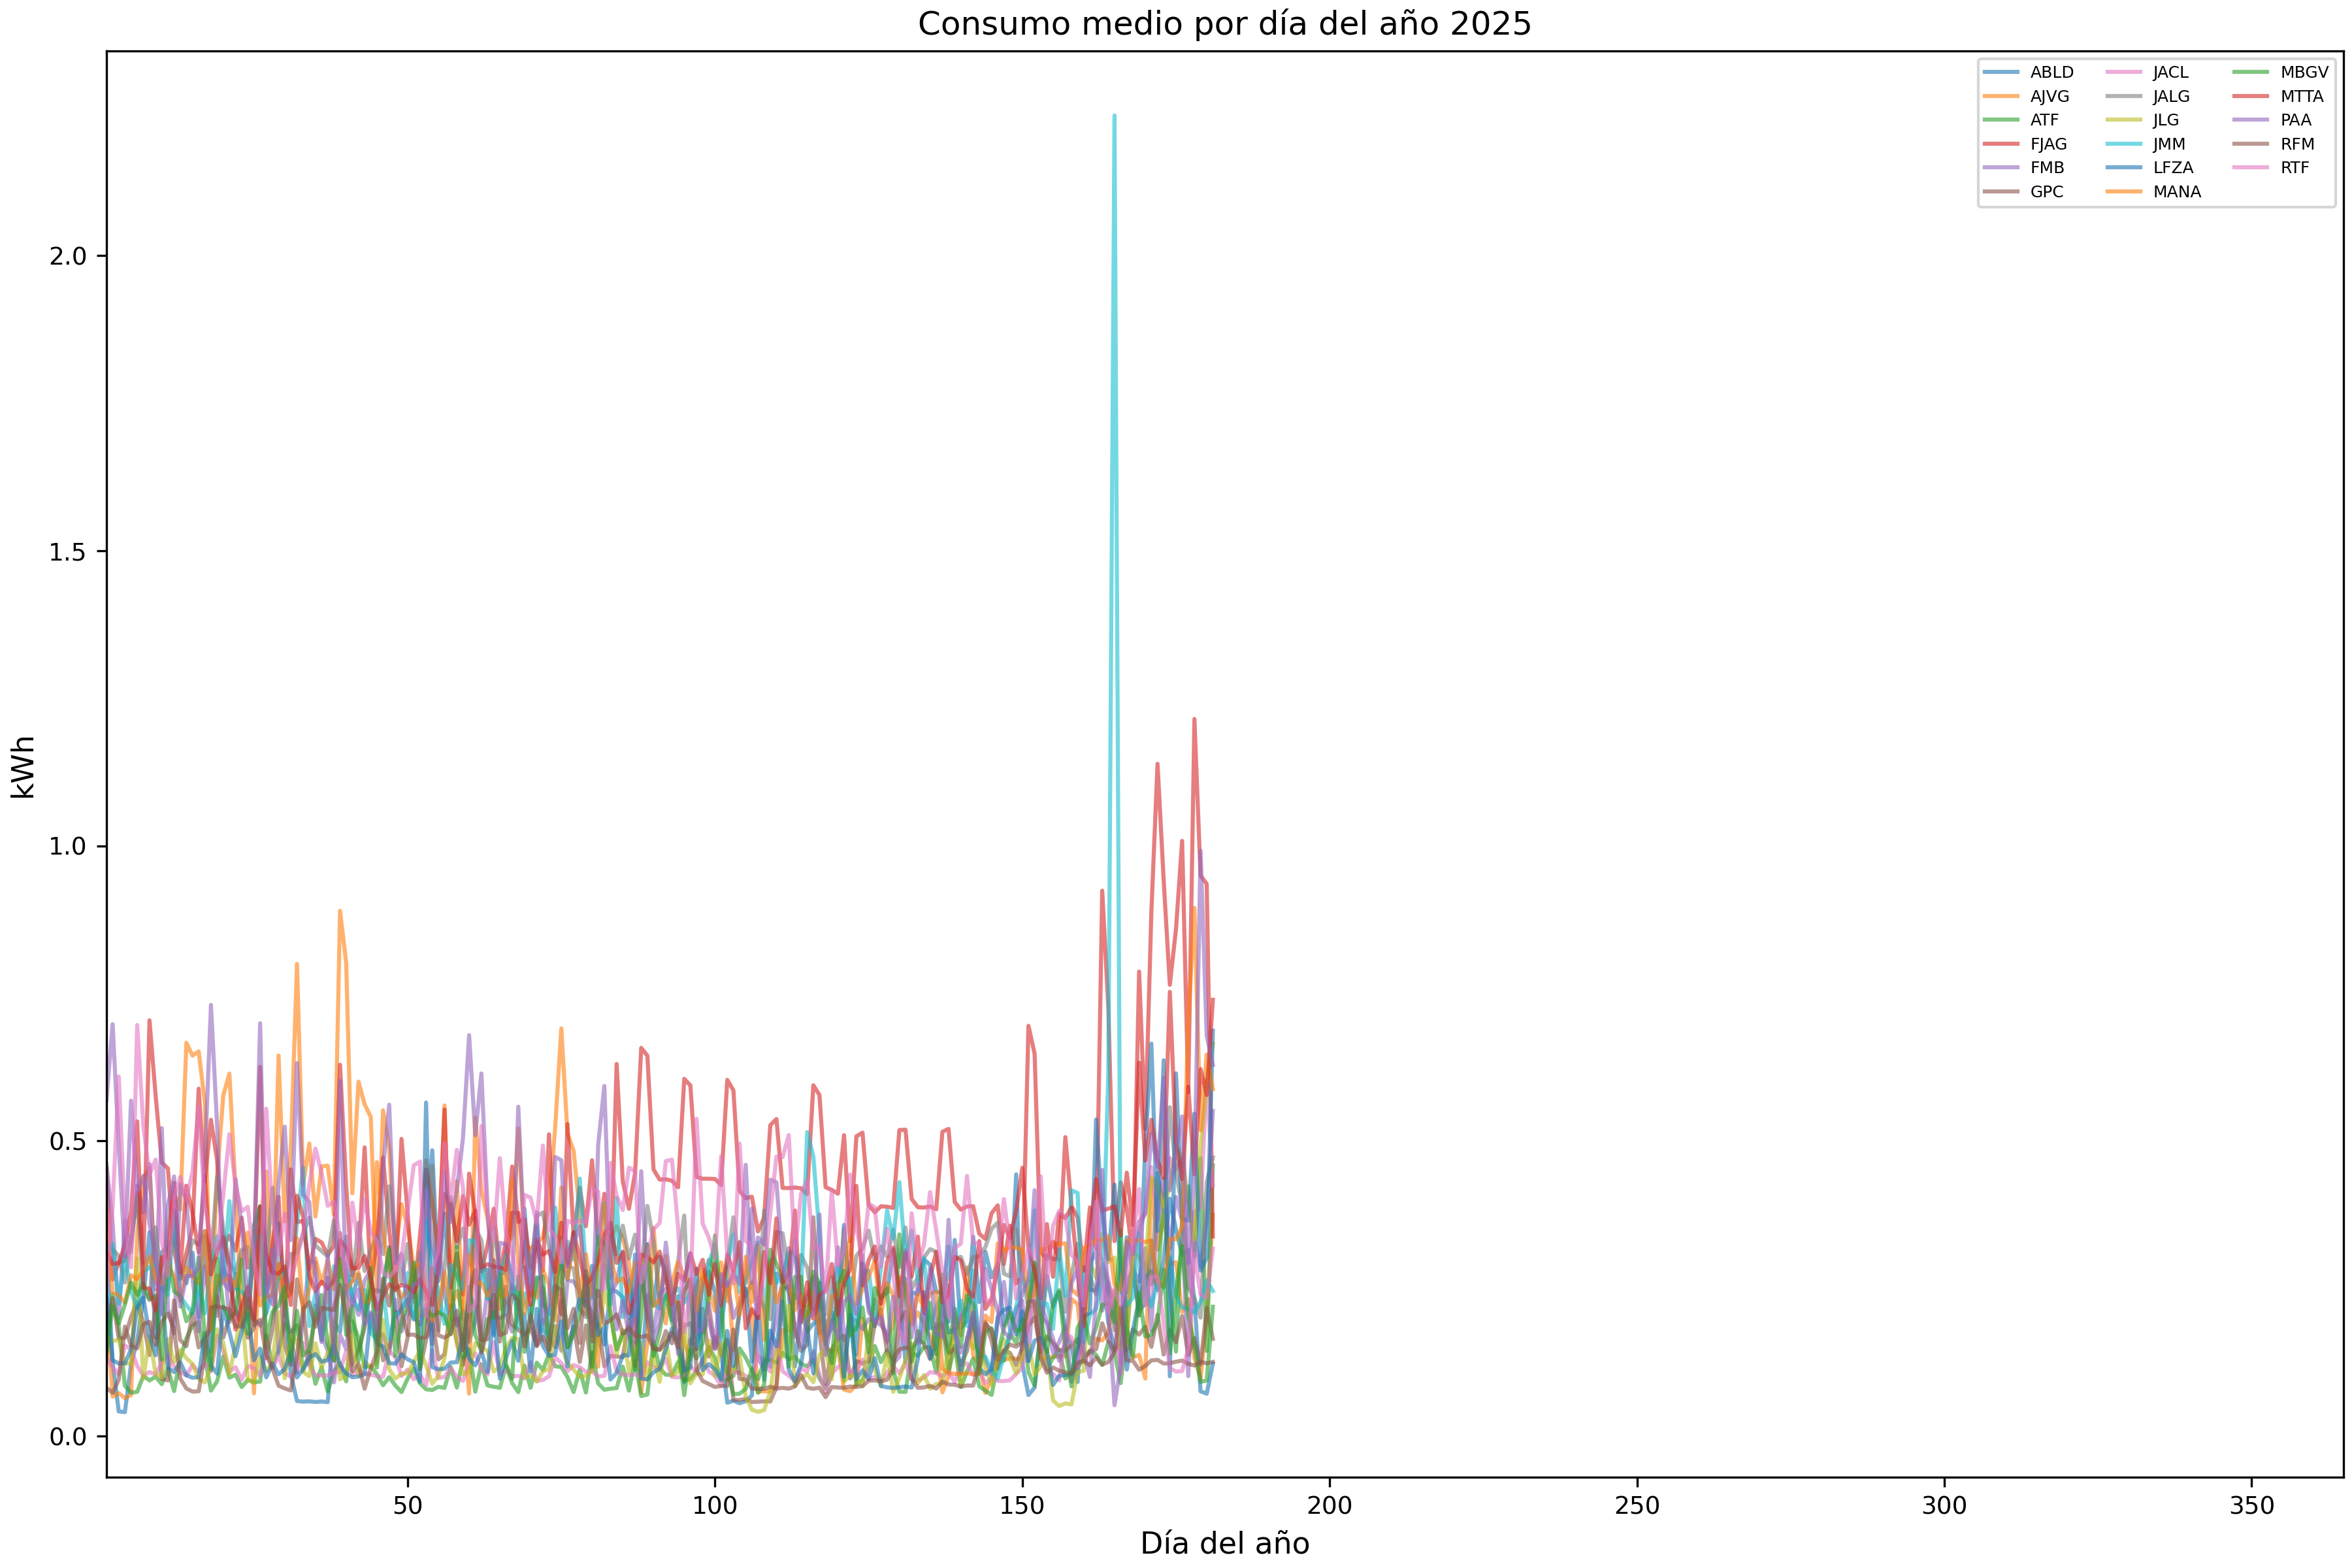 Consumo medio por día del año 2025
ABLD JACL MBGV
AJVG JALG MTTA
ATF JLG PAA
FJAG JMM RFM
FMB LFZA RTF
GPC MANA
2.0
1.5
1.0
0.5
0.0
kWh
50 100 150 200 250 300 350
Día del año